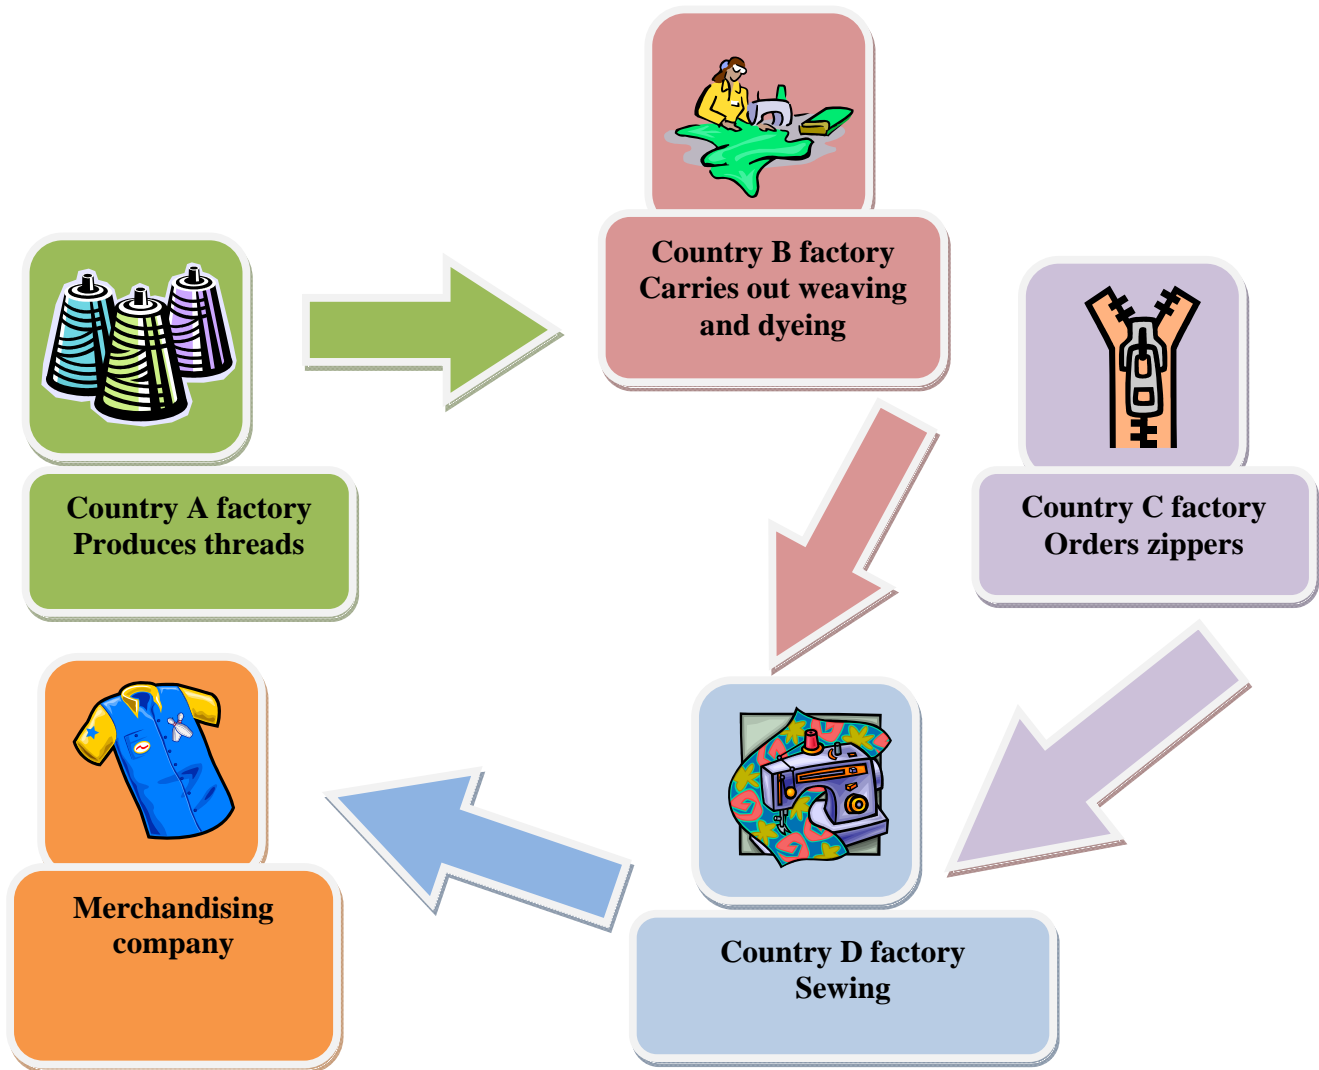 Country B factory
Carries out weaving
and dyeing
Country A factory
Produces threads
Country C factory
Orders zippers
Merchandising
company
Country D factory
Sewing